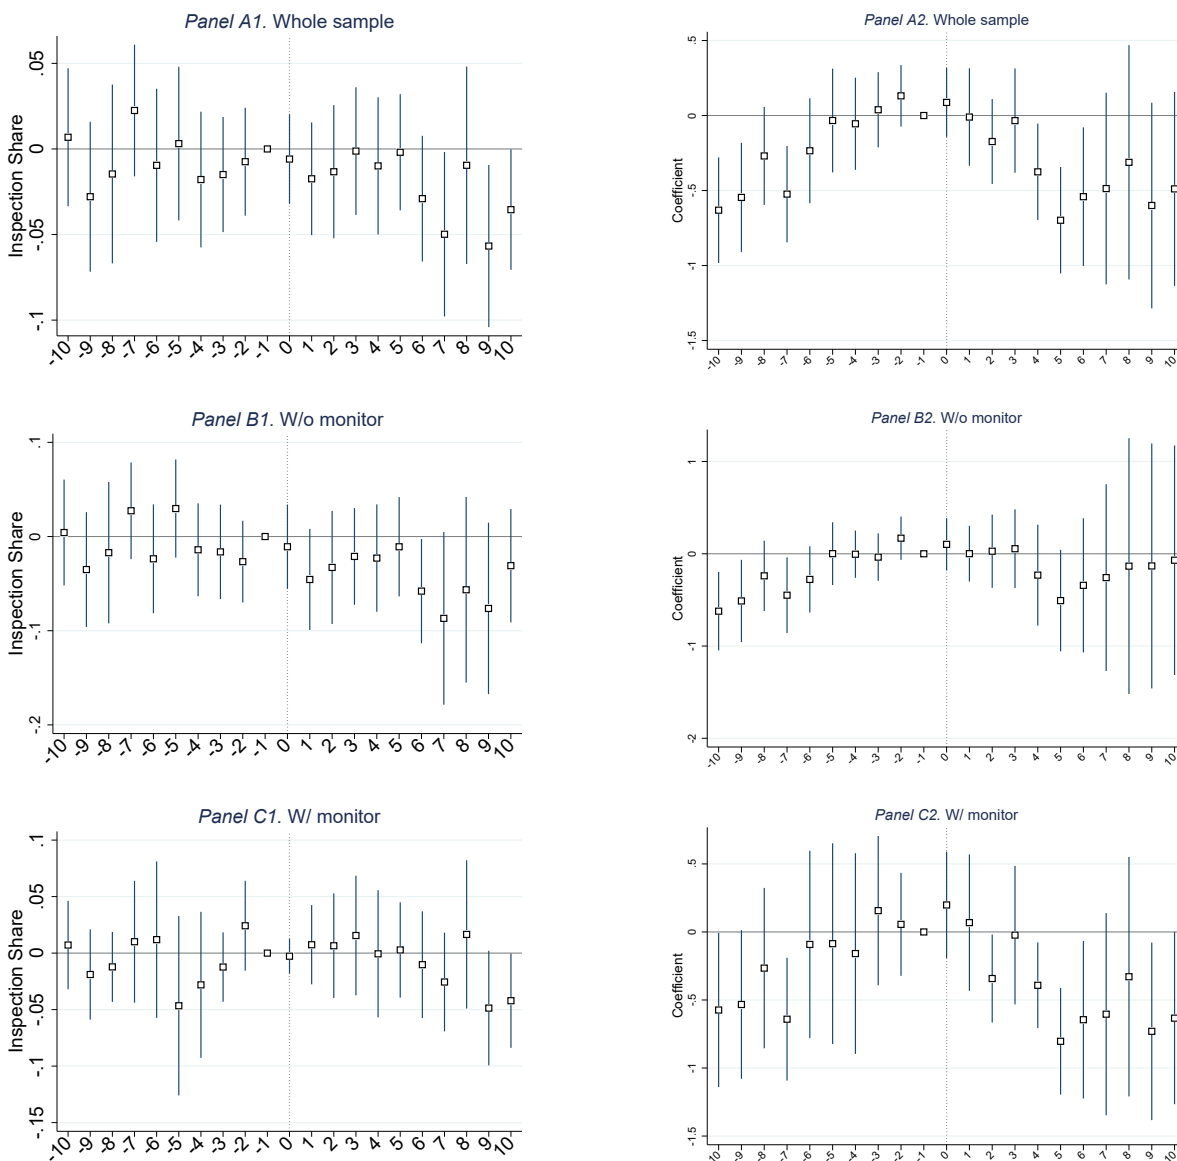 Panel A1. Whole sample
Inspection Share
.05
0
-.05
-.1
-10 -9 -8 -7 -6 -5 -4 -3 -2 -1 0 1 2 3 4 5 6 7 8 9 10
Panel A2. Whole sample
Coefficient
.5
0
-.5
-1
-1.5
-10 -9 -8 -7 -6 -5 -4 -3 -2 -1 0 1 2 3 4 5 6 7 8 9 10
Panel B1. W/o monitor
Inspection Share
.1
0
-.1
-.2
-10 -9 -8 -7 -6 -5 -4 -3 -2 -1 0 1 2 3 4 5 6 7 8 9 10
Panel B2. W/o monitor
Coefficient
1
0
-1
-2
-10 -9 -8 -7 -6 -5 -4 -3 -2 -1 0 1 2 3 4 5 6 7 8 9 10
Panel C1. W/ monitor
Inspection Share
.1
.05
0
-.05
-.1
-.15
-10 -9 -8 -7 -6 -5 -4 -3 -2 -1 0 1 2 3 4 5 6 7 8 9 10
Panel C2. W/ monitor
Coefficient
.5
0
-.5
-1
-1.5
-10 -9 -8 -7 -6 -5 -4 -3 -2 -1 0 1 2 3 4 5 6 7 8 9 10